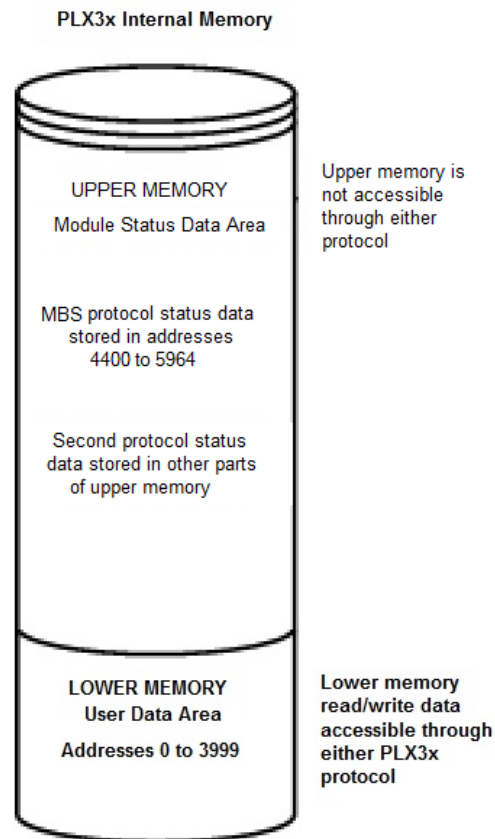 PLX3x Internal Memory
UPPER MEMORY
Module Status Data Area
Upper memory is
not accessible
through either
protocol
MBS protocol status data
stored in addresses
4400 to 5964
Second protocol status
data stored in other parts
of upper memory
LOWER MEMORY
User Data Area
Addresses 0 to 3999
Lower memory
read/write data
accessible through
either PLX3x
protocol